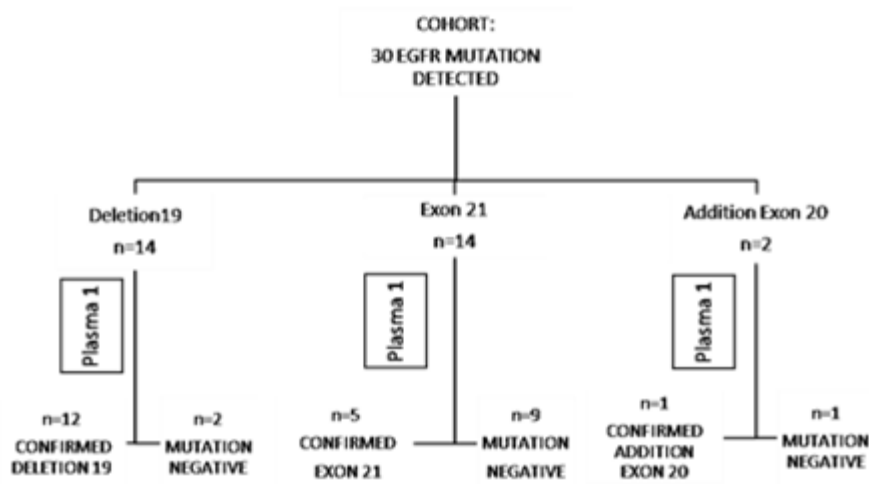 COHORT:
30 EGFR MUTATION
DETECTED
Deletion19
n=14
Exon 21
n=14
Addition Exon 20
n=2
Plasma 1
Plasma 1
Plasma 1
n=12
CONFIRMED
DELETION 19
n=2
MUTATION
NEGATIVE
n=5
CONFIRMED
EXON 21
n=9
MUTATION
NEGATIVE
n=1
CONFIRMED
ADDITION
EXON 20
n=1
MUTATION
NEGATIVE